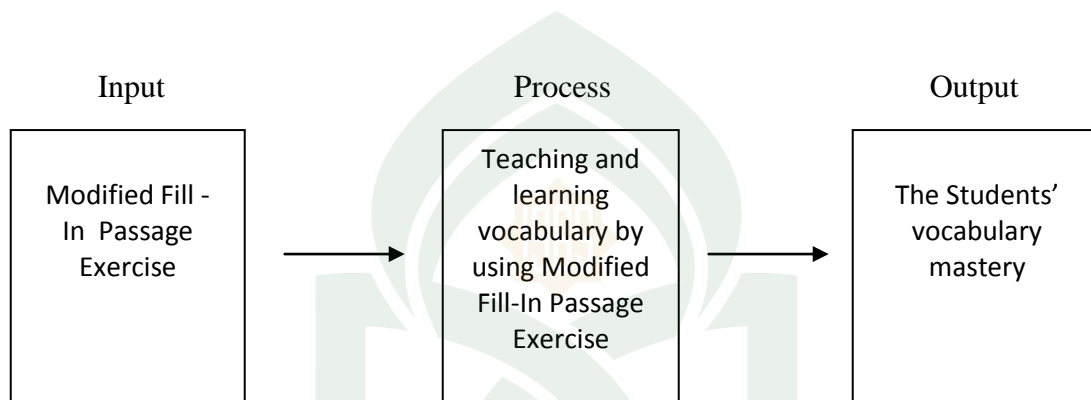 Input
Process
Output
Modified Fill -
In Passage
Exercise
Teaching and
learning
vocabulary by
using Modified
Fill-In Passage
Exercise
The Students’
vocabulary
mastery